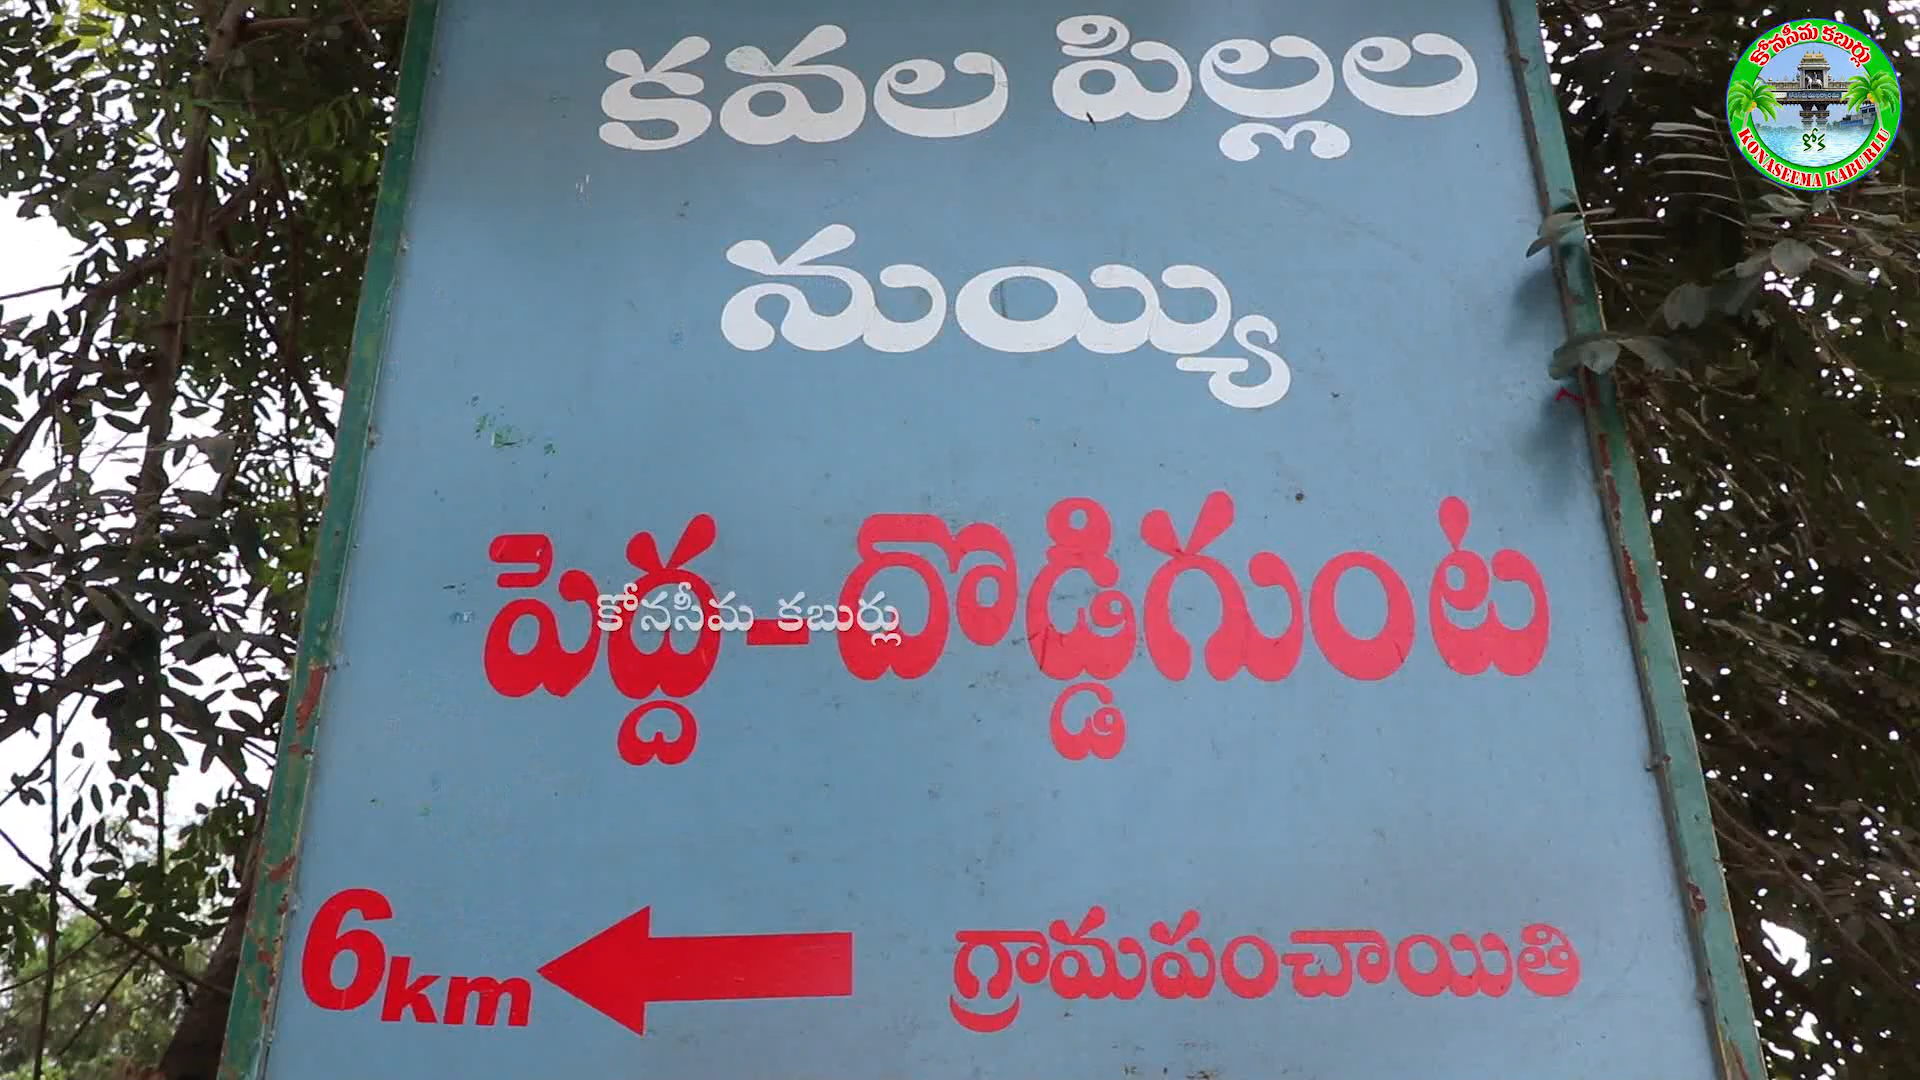 కవల పిల్లల
నుయ్యి
పెద్ద-దొడ్డిగుంట
కోనసీమ కబుర్లు
6km
గ్రామపంచాయితి
కోనసీమ కబుర్లు
కోక
KONASEEMA KABURLU